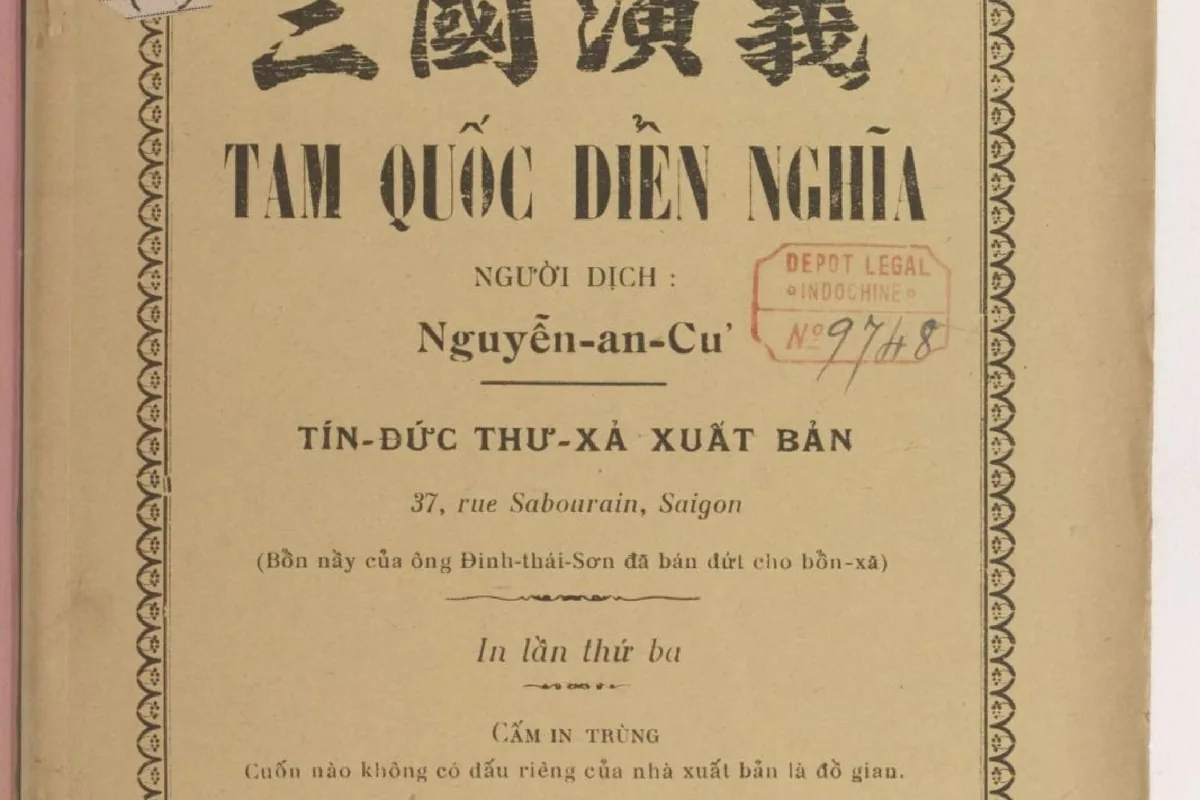 三國演義
TAM QUỐC DIỂN NGHĨA
NGƯỜI DỊCH :
Nguyễn-an-Cư
DEPOT LEGAL
INDOCHINE
Nº 9748
TÍN-ĐỨC THƯ-XẢ XUẤT BẢN
37, rue Sabourain, Saigon
(Bổn nầy của ông Đinh-thái-Sơn đã bán đứt cho bổn-xã)
In lần thứ ba
CẤM IN TRÙNG
Cuốn nào không có dấu riêng của nhà xuất bản là đồ gian.